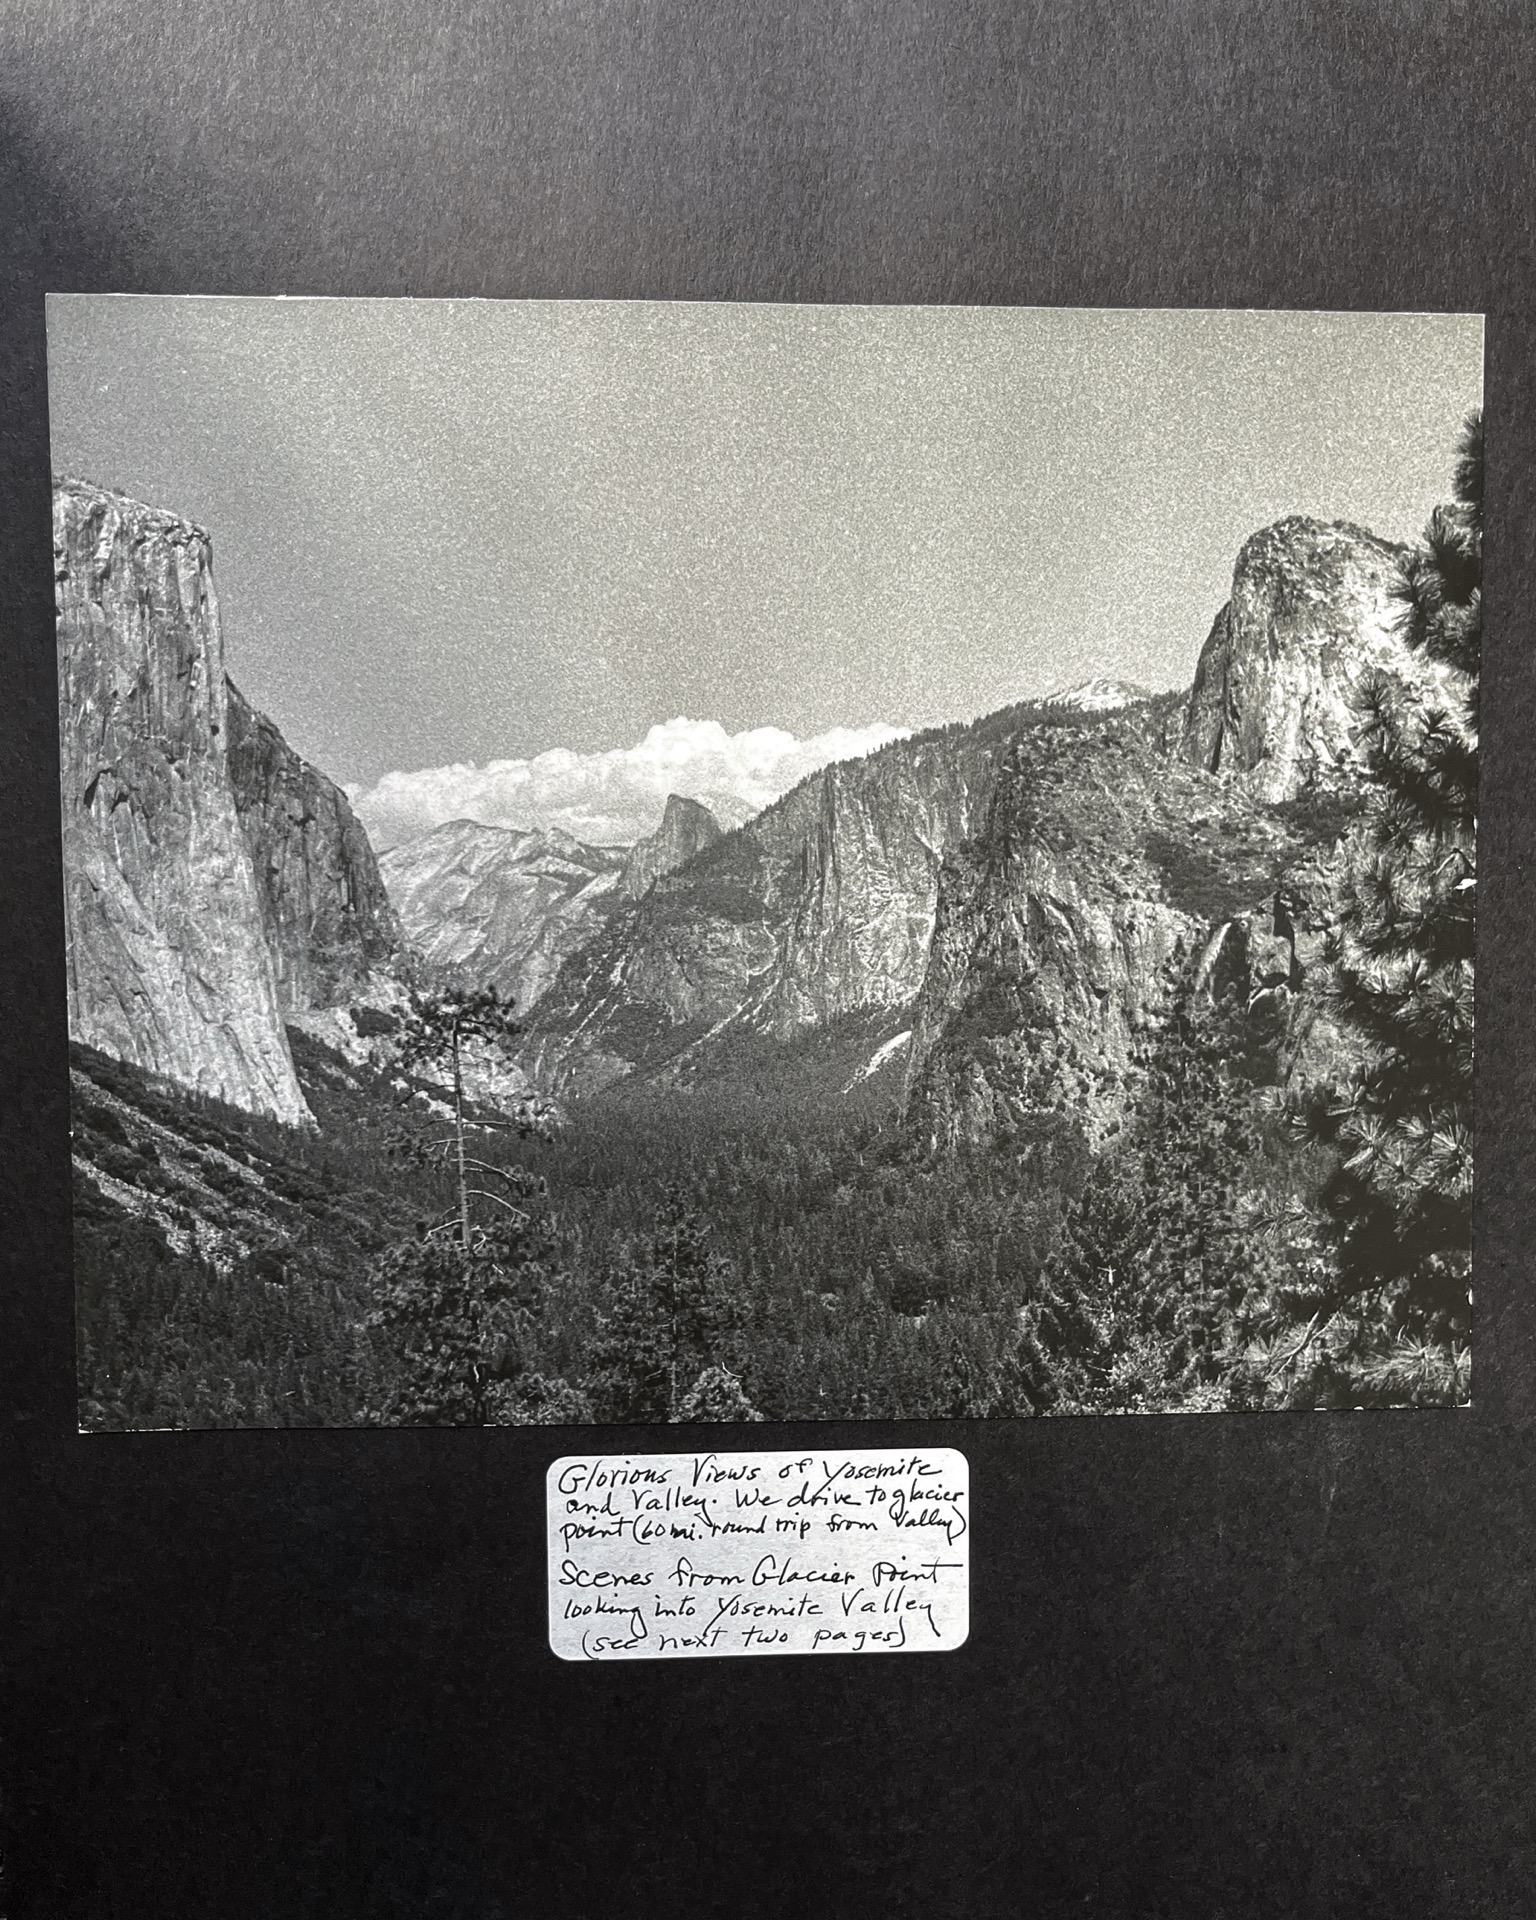 Glorious Views of Yosemite
and Valley. We drive to glacier
point (60 mi. round trip from Valley)
Scenes from Glacier Point
looking into Yosemite Valley
(see next two pages)